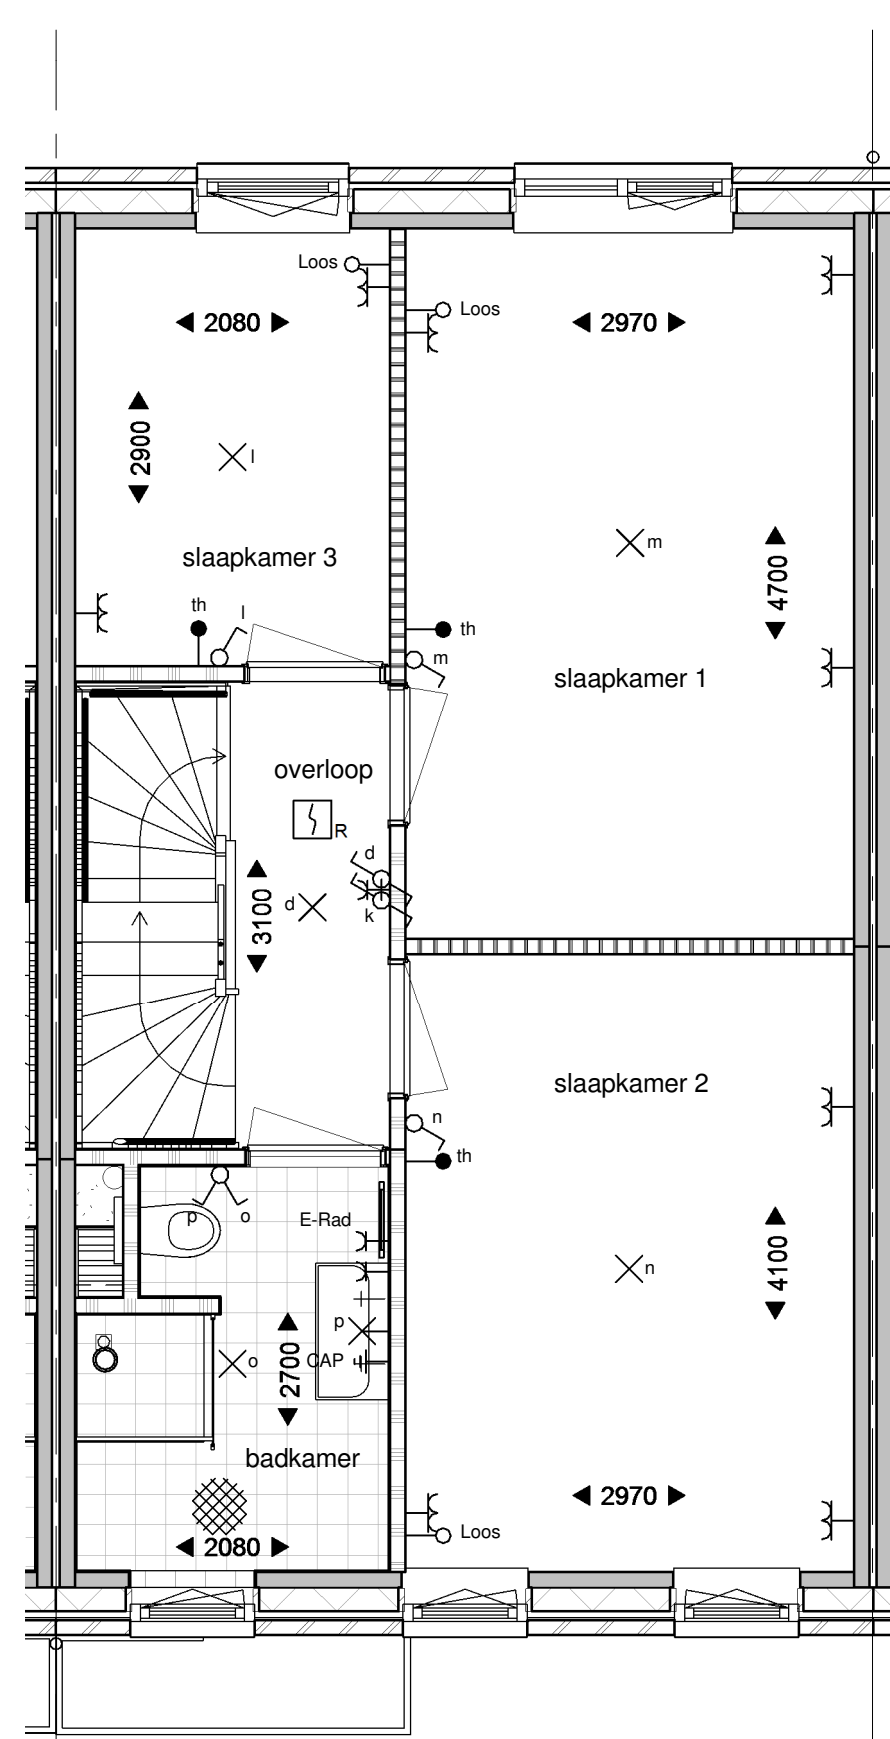 Loos
Loos
2080
2970
2900
l
m
4700
slaapkamer 3
th
l
th
m
slaapkamer 1
overloop
R
d
d
3100
k
slaapkamer 2
n
th
p
o
E-Rad
4100
n
p
2700
o
CAP
badkamer
2970
Loos
2080